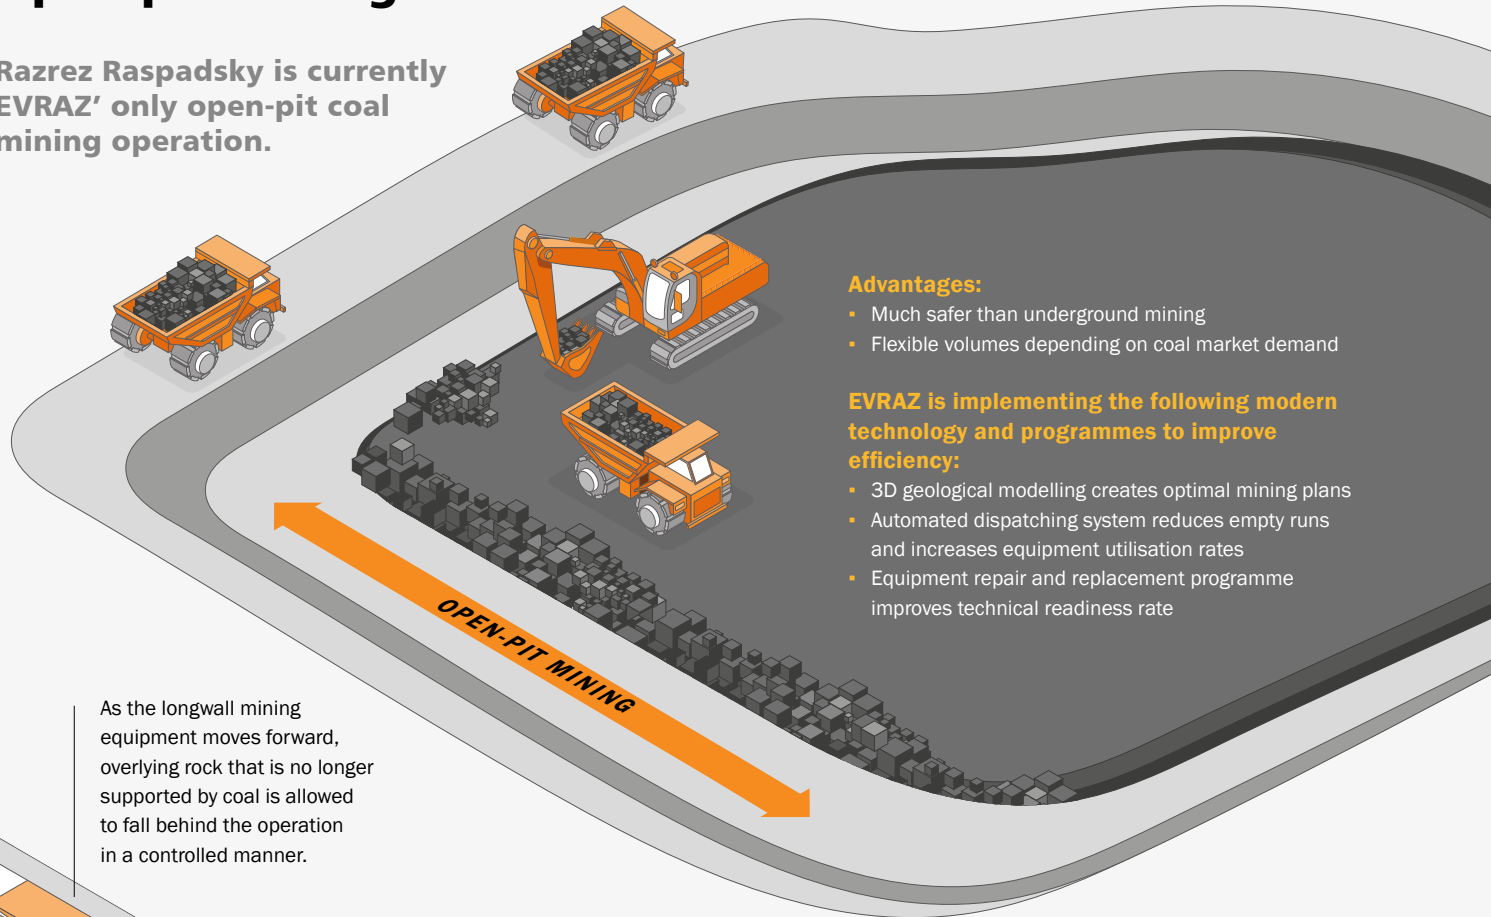 Razrez Raspadsky is currently
EVRAZ’ only open-pit coal
mining operation.
Advantages:
▪ Much safer than underground mining
▪ Flexible volumes depending on coal market demand
EVRAZ is implementing the following modern
technology and programmes to improve
efficiency:
▪ 3D geological modelling creates optimal mining plans
▪ Automated dispatching system reduces empty runs
and increases equipment utilisation rates
▪ Equipment repair and replacement programme
improves technical readiness rate
OPEN-PIT MINING
As the longwall mining
equipment moves forward,
overlying rock that is no longer
supported by coal is allowed
to fall behind the operation
in a controlled manner.